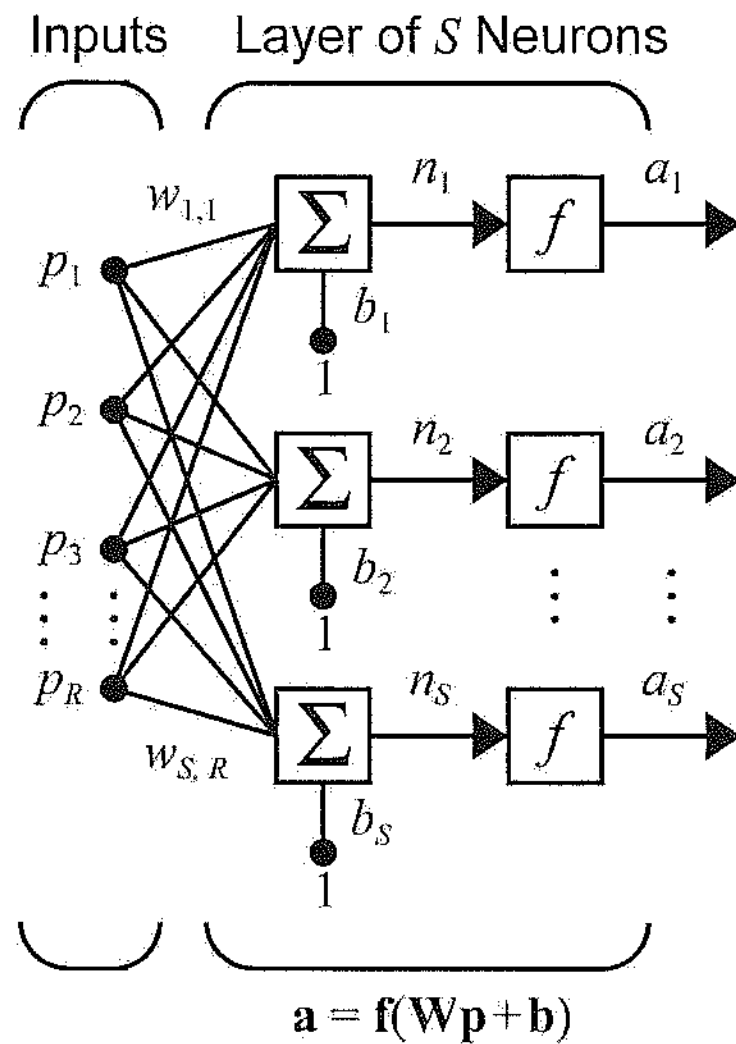 Inputs Layer of S Neurons
w1,1 n1 a1
Σ f
p1
b1
1
p2
n2 a2
Σ f
p3
b2
1
pR
nS aS
Σ f
wS, R
bS
1
a = f(Wp+b)